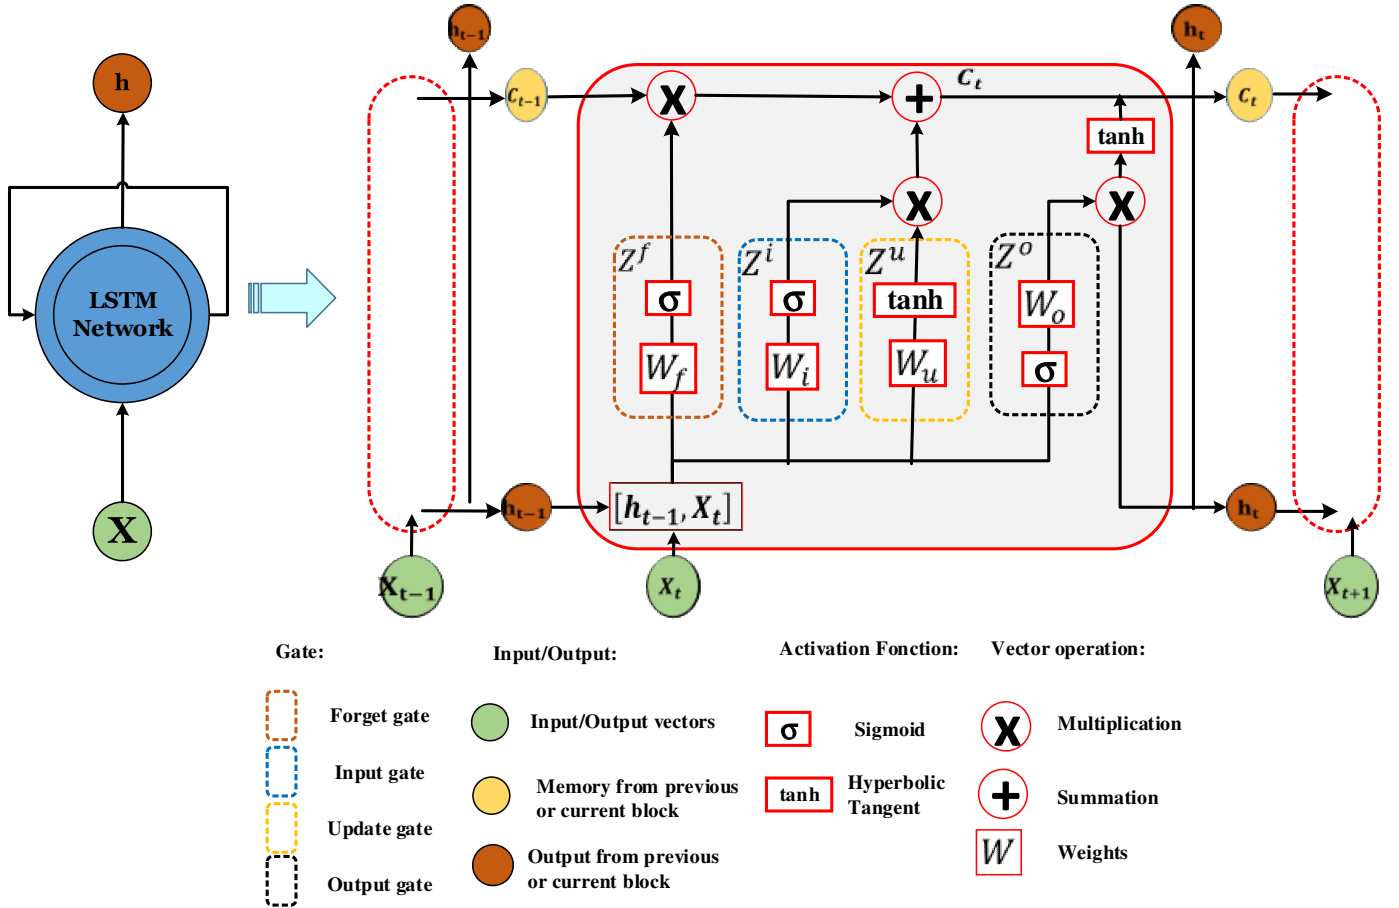 h
LSTM
Network
X
h_{t-1}
h_t
C_{t-1}
X
+
C_t
C_t
tanh
X
X
Z^f
Z^i
Z^u
Z^o
σ
σ
tanh
W_o
W_f
W_i
W_u
σ
h_{t-1}
[h_{t-1}, X_t]
h_t
X_{t-1}
X_t
X_{t+1}
Gate:
Forget gate
Input gate
Update gate
Output gate
Input/Output:
Input/Output vectors
Memory from previous
or current block
Output from previous
or current block
Activation Fonction:
σ
Sigmoid
tanh
Hyperbolic
Tangent
Vector operation:
X
Multiplication
+
Summation
W
Weights